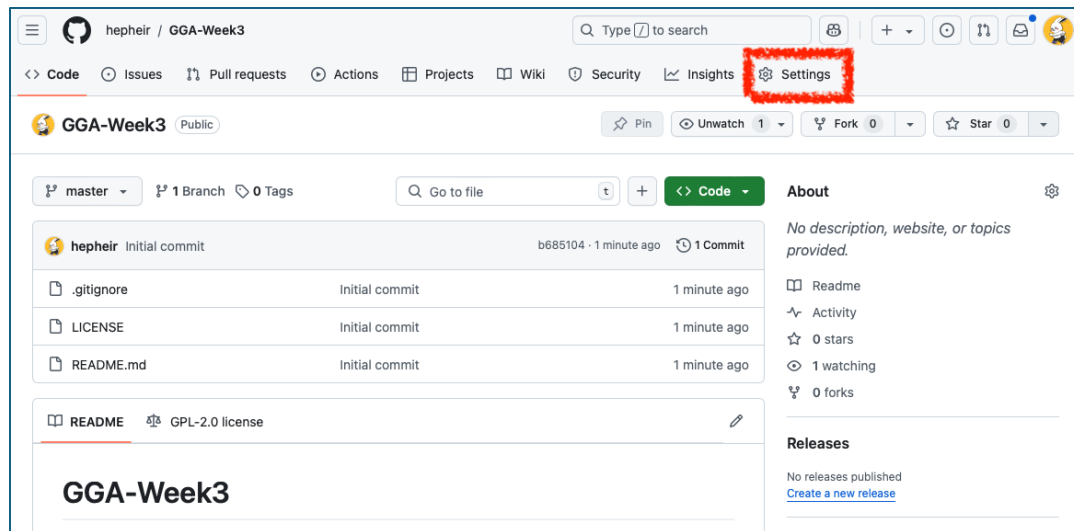 hepheir / GGA-Week3
Type / to search
Code Issues Pull requests Actions Projects Wiki Security Insights Settings
GGA-Week3 Public
Pin Unwatch 1 Fork 0 Star 0
master 1 Branch 0 Tags Go to file t Code
hepheir Initial commit b685104 · 1 minute ago 1 Commit
.gitignore Initial commit 1 minute ago
LICENSE Initial commit 1 minute ago
README.md Initial commit 1 minute ago
README GPL-2.0 license
GGA-Week3
About
No description, website, or topics
provided.
Readme
Activity
0 stars
1 watching
0 forks
Releases
No releases published
Create a new release